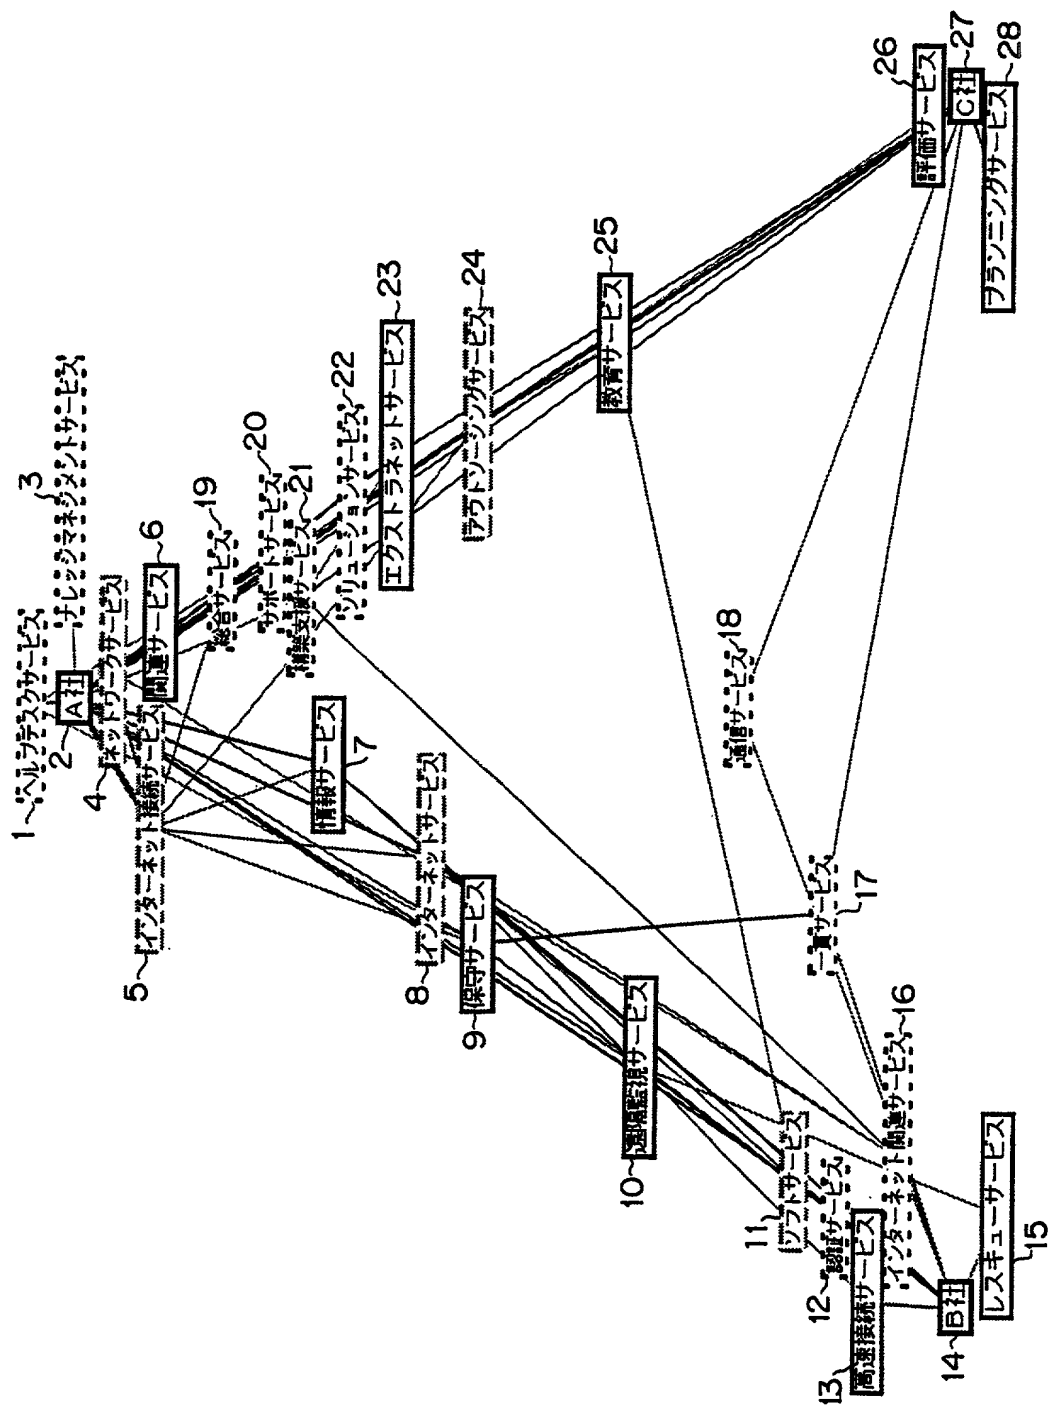 1 ヘルプデスクサービス
2 A社
3 ナレッジマネジメントサービス
4 ネットワークサービス
5 インターネット接続サービス
6 関連サービス
7 情報サービス
8 インターネットサービス
9 保守サービス
10 遠隔監視サービス
11 ソフトサービス
12 認証サービス
13 高速接続サービス
14 B社
15 レスキューサービス
16 インターネット関連サービス
17 一貫サービス
18 通信サービス
19 総合サービス
20 サポートサービス
21 構築支援サービス
22 ソリューションサービス
23 エクストラネットサービス
24 アウトソーシングサービス
25 教育サービス
26 評価サービス
27 C社
28 プランニングサービス